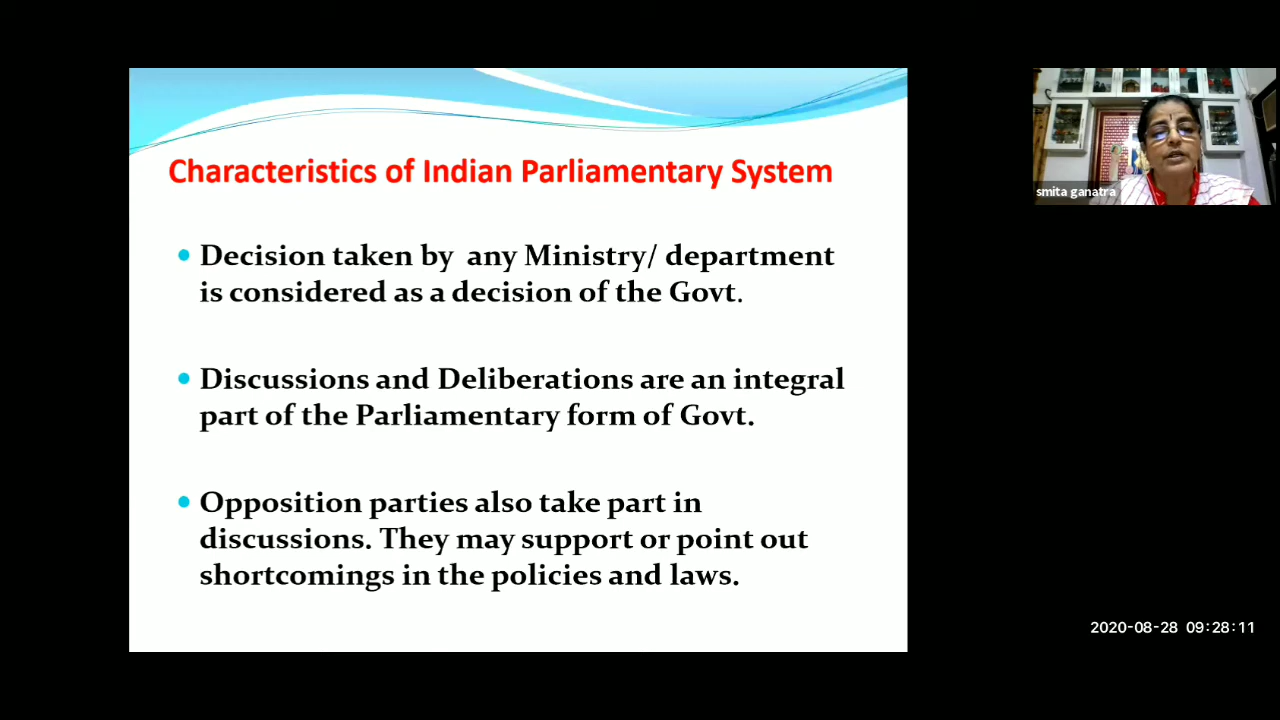 Characteristics of Indian Parliamentary System
Decision taken by any Ministry/ department
is considered as a decision of the Govt.
Discussions and Deliberations are an integral
part of the Parliamentary form of Govt.
Opposition parties also take part in
discussions. They may support or point out
shortcomings in the policies and laws.
smita ganatra
2020-08-28 09:28:11